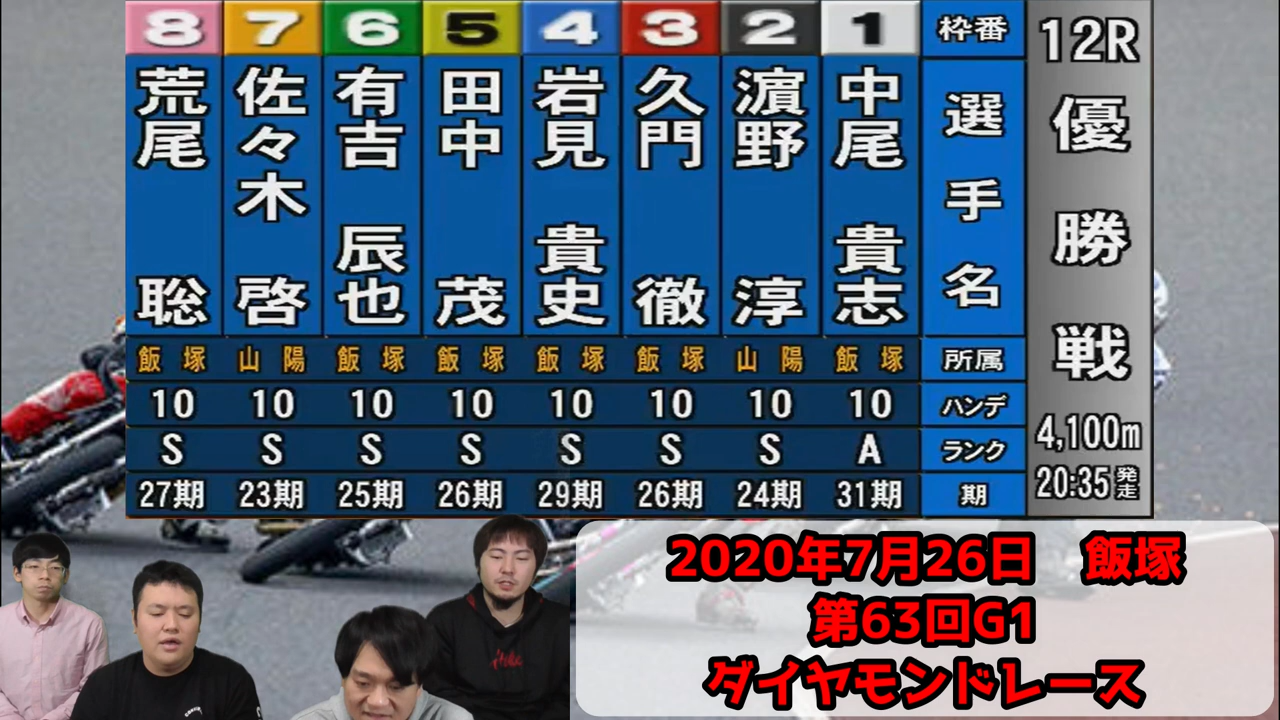 12R
優勝戦
4,100m
20:35発走
枠番 1 2 3 4 5 6 7 8
選手名 中尾 貴志 濵野 淳 久門 徹 岩見 貴史 田中 茂 有吉 辰也 佐々木 啓 荒尾 聡
所属 飯塚 山陽 飯塚 飯塚 飯塚 飯塚 山陽 飯塚
ハンデ 10 10 10 10 10 10 10 10
ランク A S S S S S S S
期 31期 24期 26期 29期 26期 25期 23期 27期
2020年7月26日 飯塚
第63回G1
ダイヤモンドレース